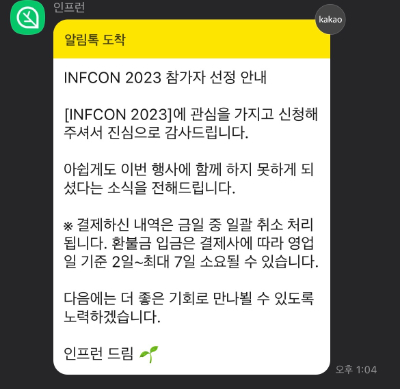 인프런
kakao
알림톡 도착
INFCON 2023 참가자 선정 안내
[INFCON 2023]에 관심을 가지고 신청해
주셔서 진심으로 감사드립니다.
아쉽게도 이번 행사에 함께 하지 못하게 되
셨다는 소식을 전해드립니다.
※ 결제하신 내역은 금일 중 일괄 취소 처리
됩니다. 환불금 입금은 결제사에 따라 영업
일 기준 2일~최대 7일 소요될 수 있습니다.
다음에는 더 좋은 기회로 만나뵐 수 있도록
노력하겠습니다.
인프런 드림 🌱
오후 1:04